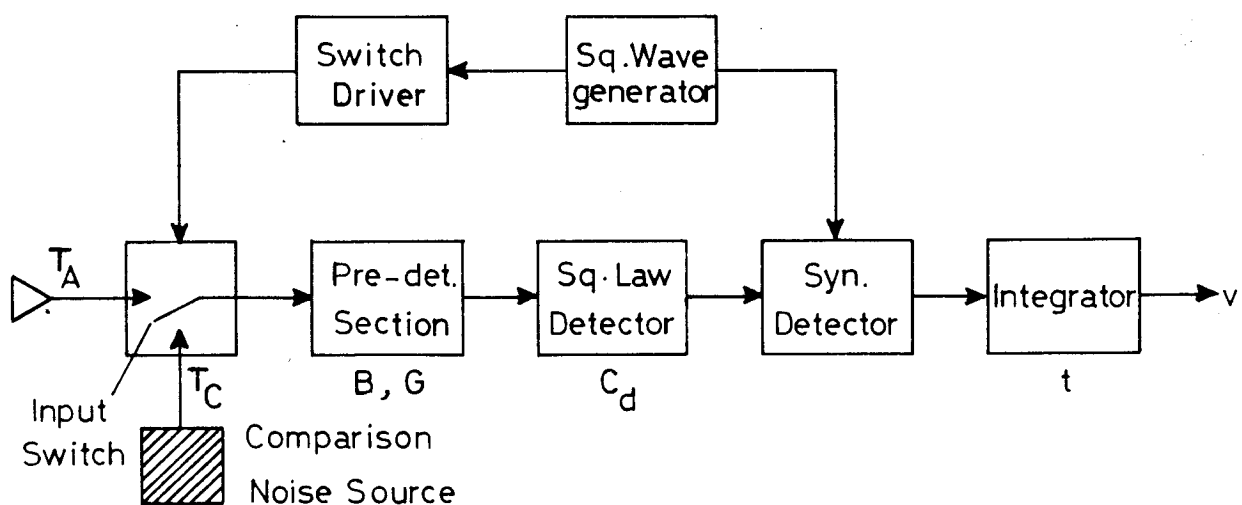 Switch
Driver
Sq.Wave
generator
T_A
Pre-det.
Section
Sq.Law
Detector
Syn.
Detector
Integrator
v
B, G
C_d
t
T_C
Input
Switch
Comparison
Noise Source